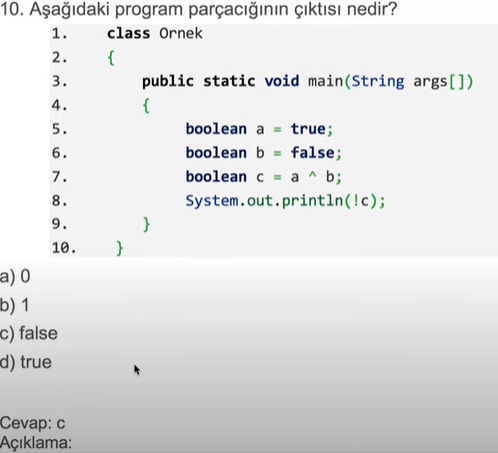 10. Aşağıdaki program parçacığının çıktısı nedir?
1. class Ornek
2. {
3. public static void main(String args[])
4. {
5. boolean a = true;
6. boolean b = false;
7. boolean c = a ^ b;
8. System.out.println(!c);
9. }
10. }
a) 0
b) 1
c) false
d) true
Cevap: c
Açıklama: